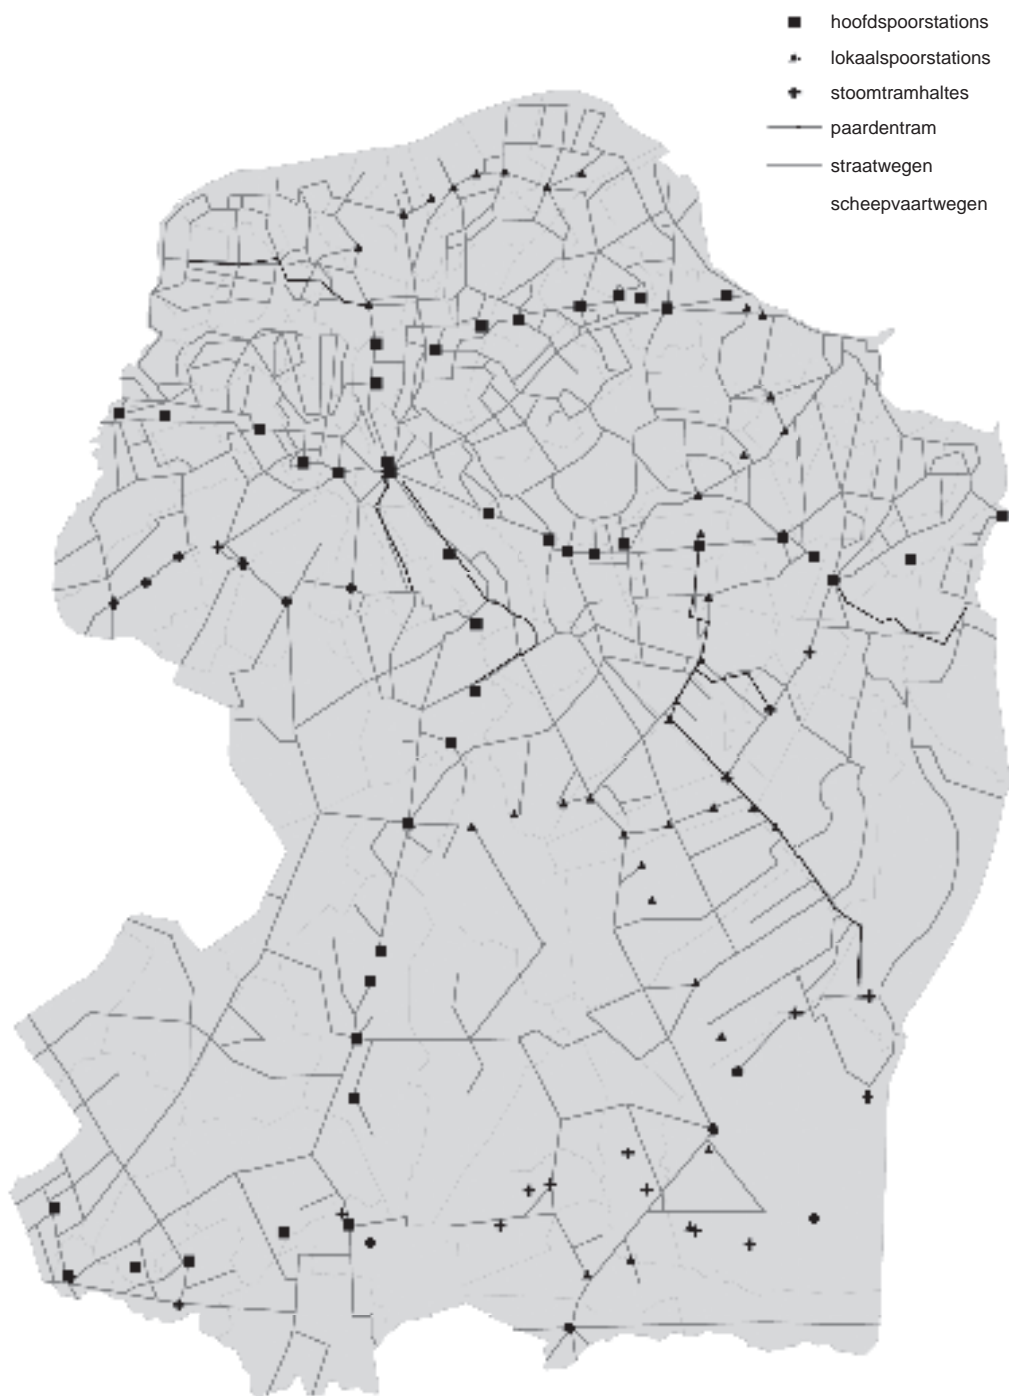 hoofdspoorstations
lokaalspoorstations
stoomtramhaltes
paardentram
straatwegen
scheepvaartwegen